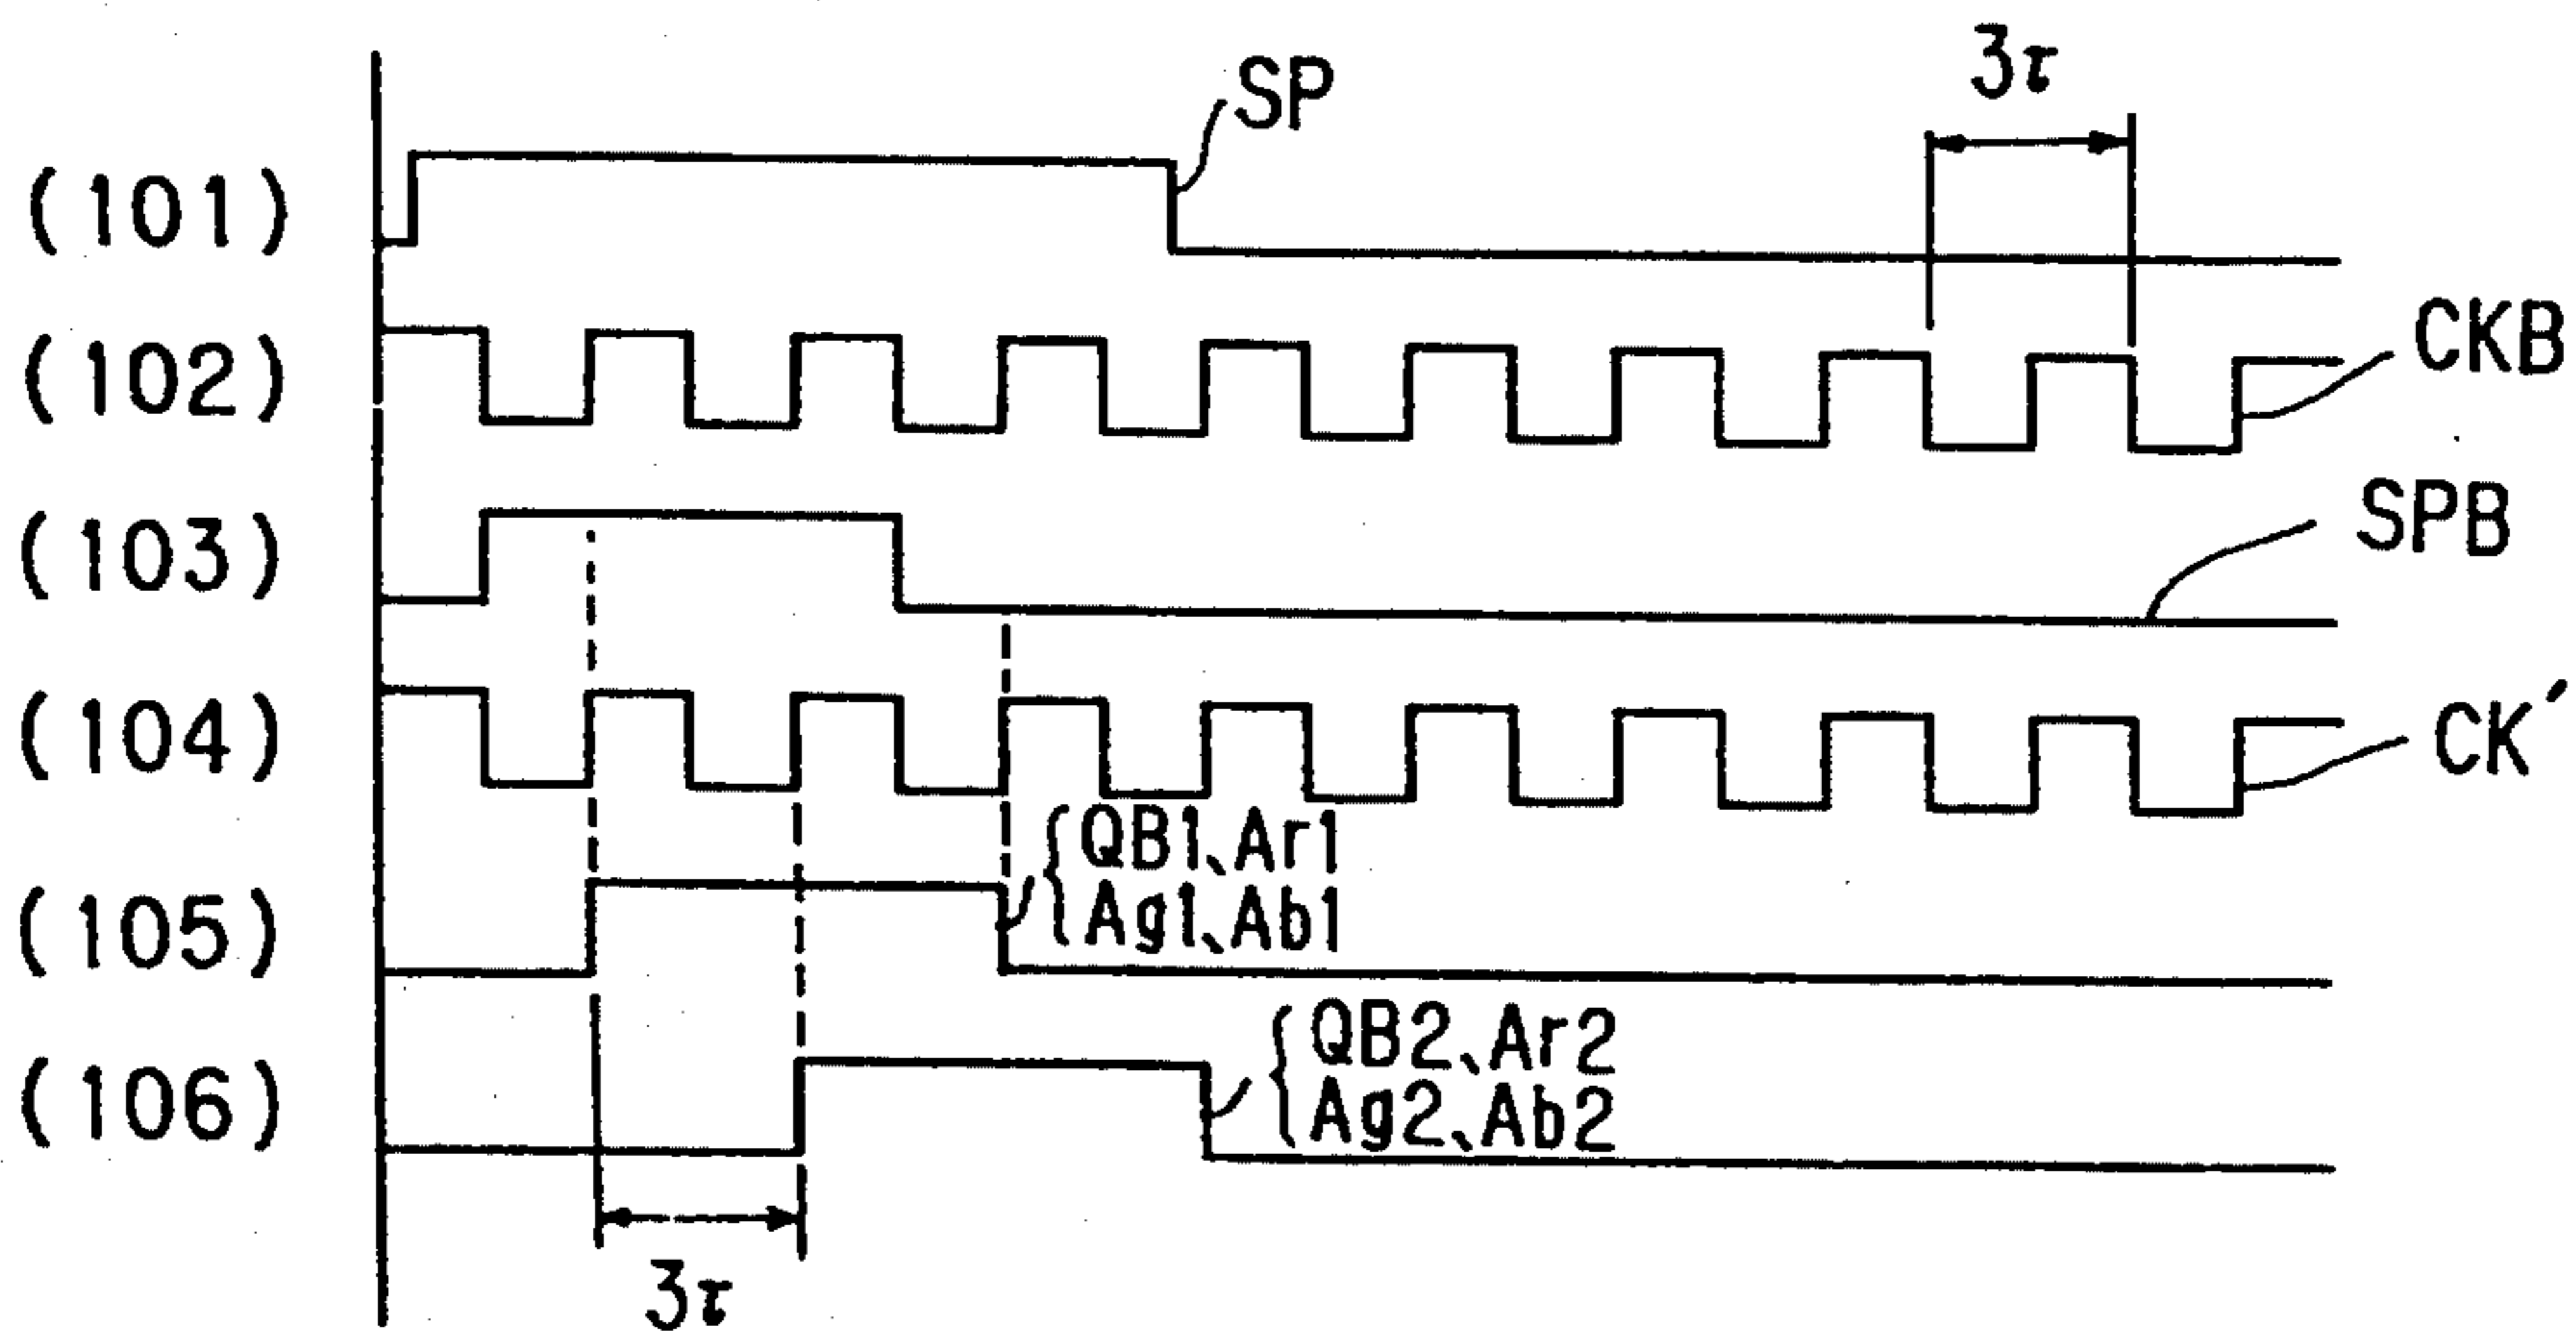 3τ
SP
(101)
(102)
CKB
(103)
SPB
(104)
CK′
(105)
QB1、Ar1
Ag1、Ab1
(106)
QB2、Ar2
Ag2、Ab2
3τ